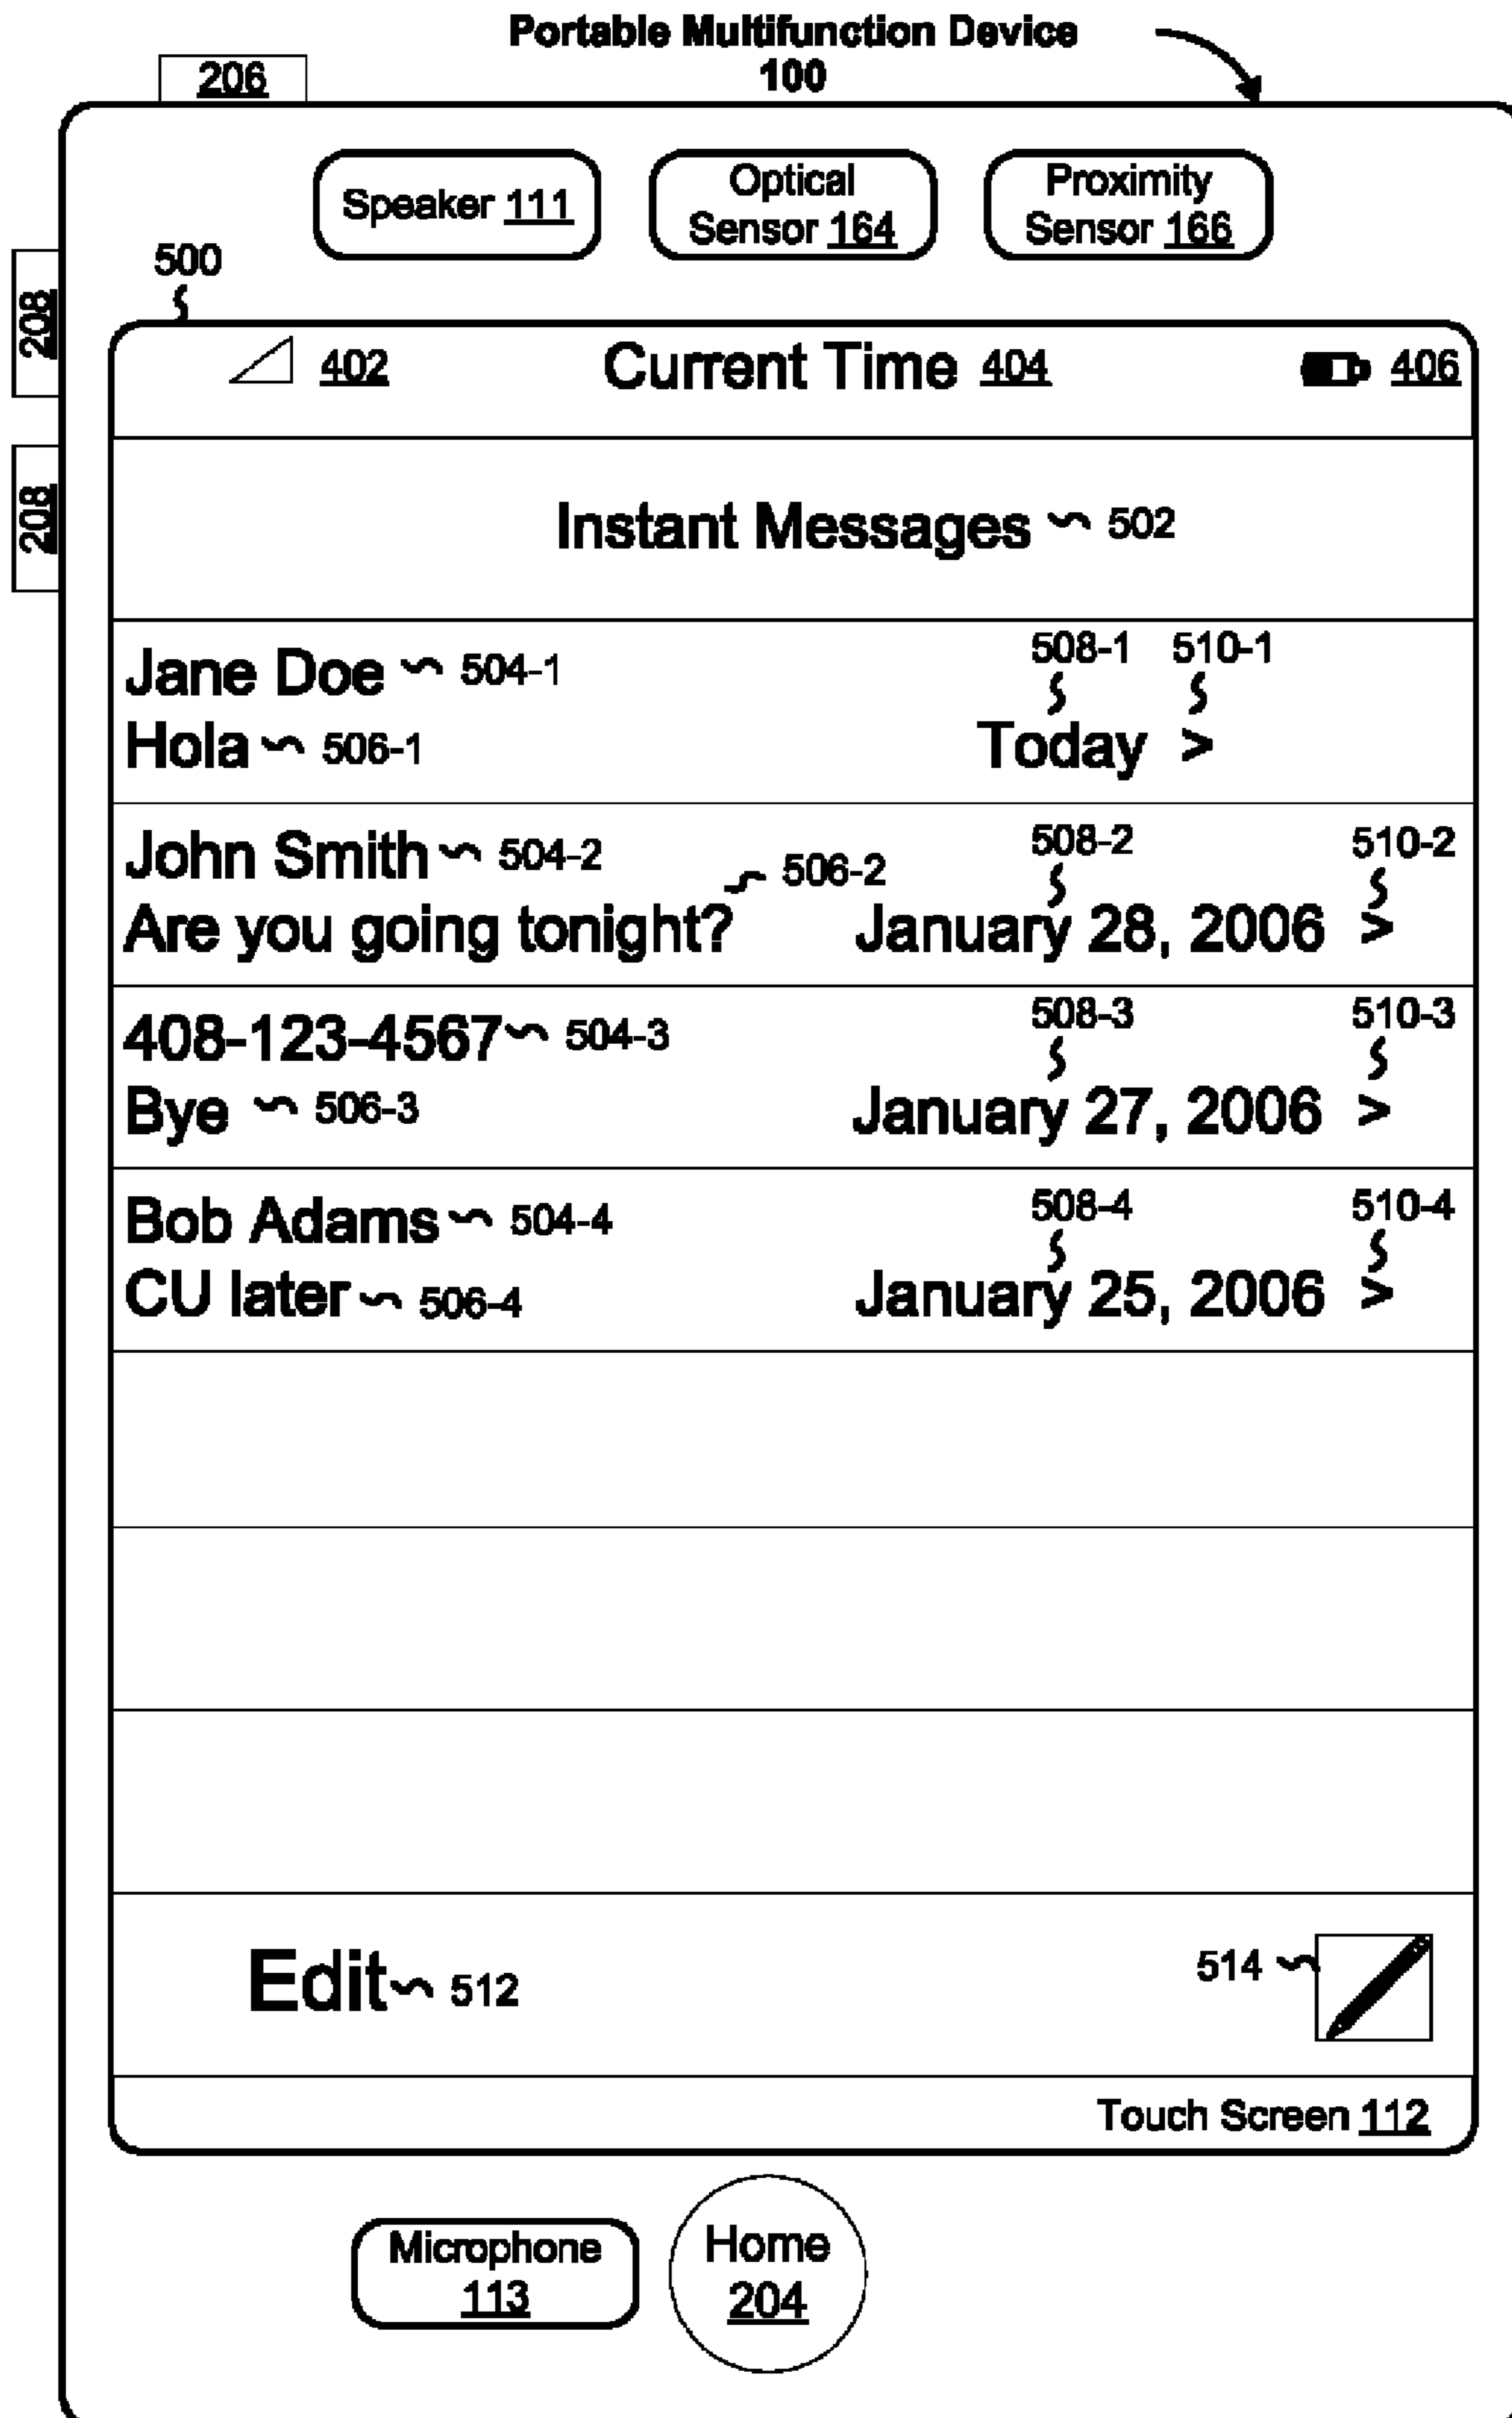 Portable Multifunction Device
100
206
Speaker 111
Optical
Sensor 164
Proximity
Sensor 166
500
208
402 Current Time 404 406
208
Instant Messages 502
Jane Doe 504-1 508-1 510-1
Hola 506-1 Today >
John Smith 504-2 506-2 508-2 510-2
Are you going tonight? January 28, 2006 >
408-123-4567 504-3 508-3 510-3
Bye 506-3 January 27, 2006 >
Bob Adams 504-4 508-4 510-4
CU later 506-4 January 25, 2006 >
Edit 512 514
Touch Screen 112
Microphone
113
Home
204